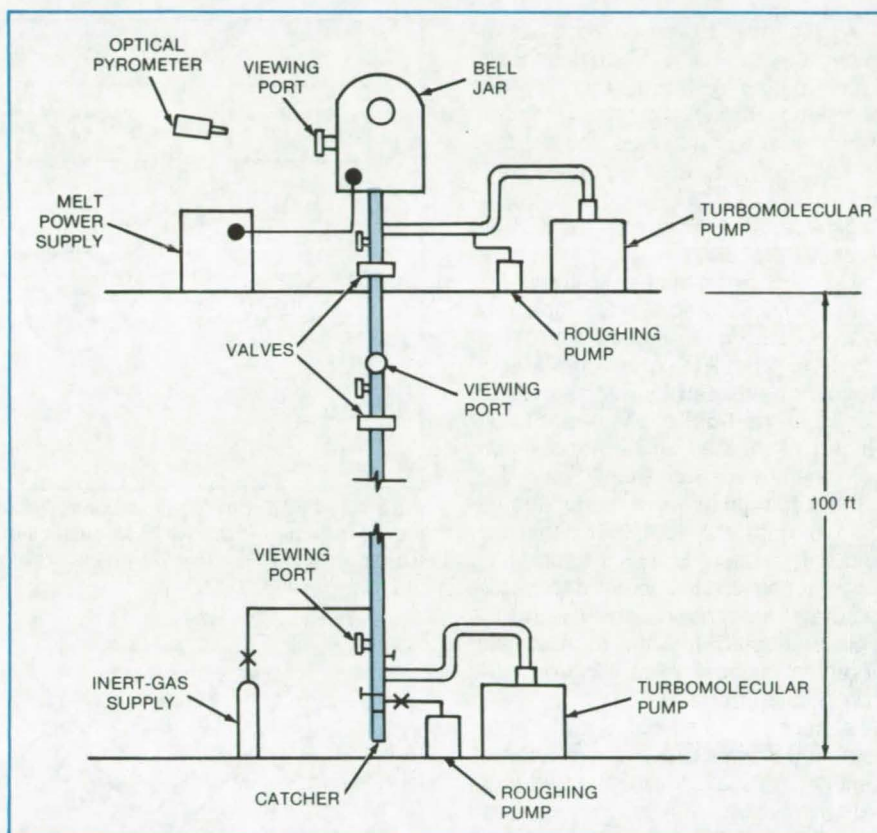 OPTICAL
PYROMETER
VIEWING
PORT
BELL
JAR
MELT
POWER
SUPPLY
TURBOMOLECULAR
PUMP
ROUGHING
PUMP
VALVES
VIEWING
PORT
100 ft
VIEWING
PORT
INERT-GAS
SUPPLY
TURBOMOLECULAR
PUMP
CATCHER
ROUGHING
PUMP